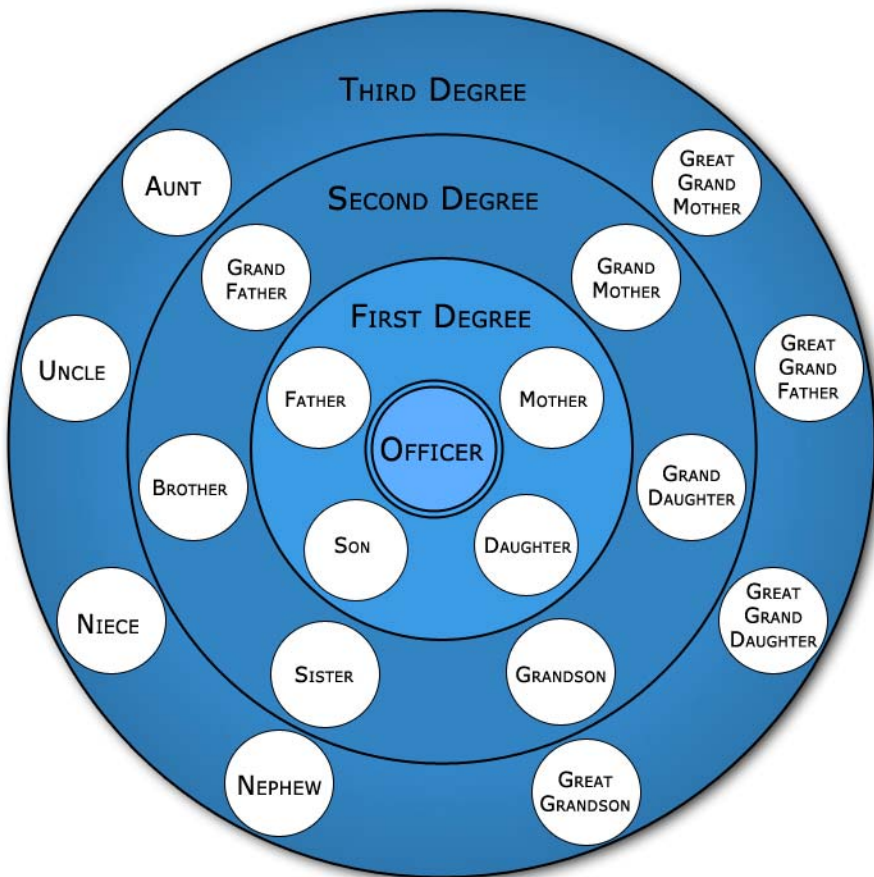 Third Degree
Aunt
Great
Grand
Mother
Second Degree
Grand
Father
Grand
Mother
First Degree
Uncle
Great
Grand
Father
Father
Mother
Officer
Brother
Grand
Daughter
Son
Daughter
Niece
Great
Grand
Daughter
Sister
Grandson
Nephew
Great
Grandson